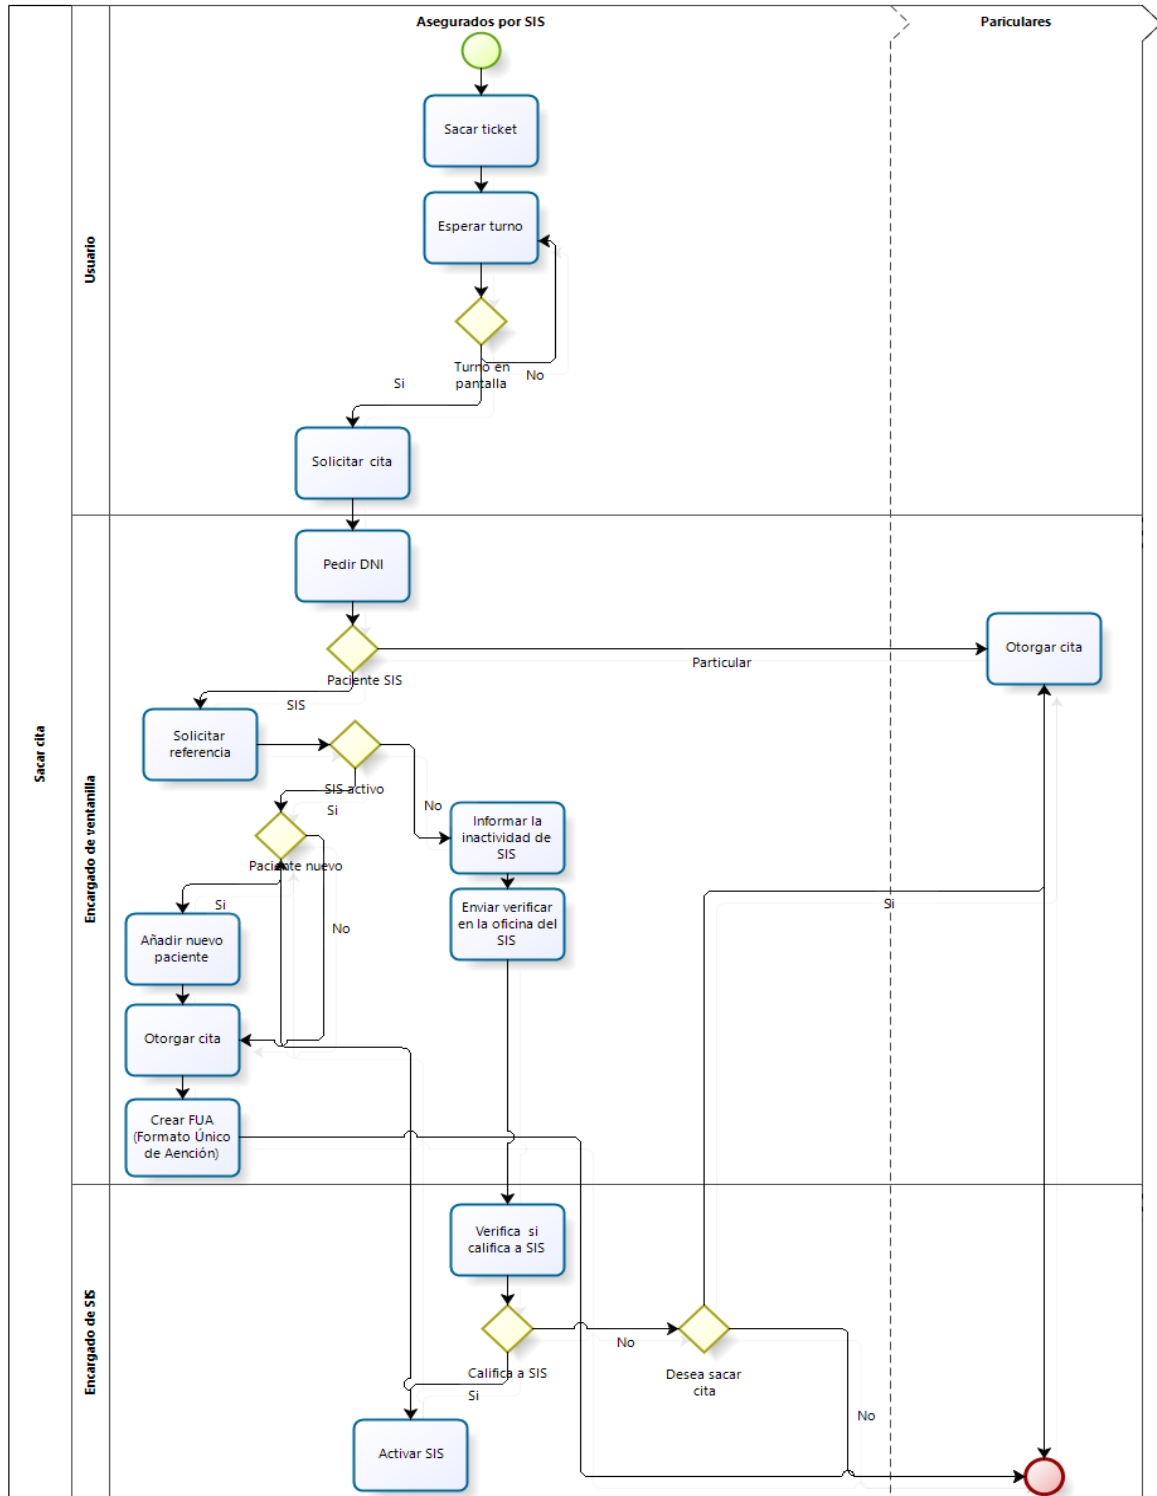 Asegurados por SIS
Pariculares
Sacar cita
Usuario
Sacar ticket
Esperar turno
Turno en
pantalla
No
Si
Solicitar cita
Encargado de ventanilla
Pedir DNI
Paciente SIS
Particular
Otorgar cita
SIS
Solicitar
referencia
SIS activo
Si
No
Informar la
inactividad de
SIS
Paciente nuevo
Si
No
Enviar verificar
en la oficina del
SIS
Si
Añadir nuevo
paciente
Otorgar cita
Crear FUA
(Formato Único
de Aención)
Encargado de SIS
Verifica si
califica a SIS
Califica a SIS
No
Si
Desea sacar
cita
No
Activar SIS